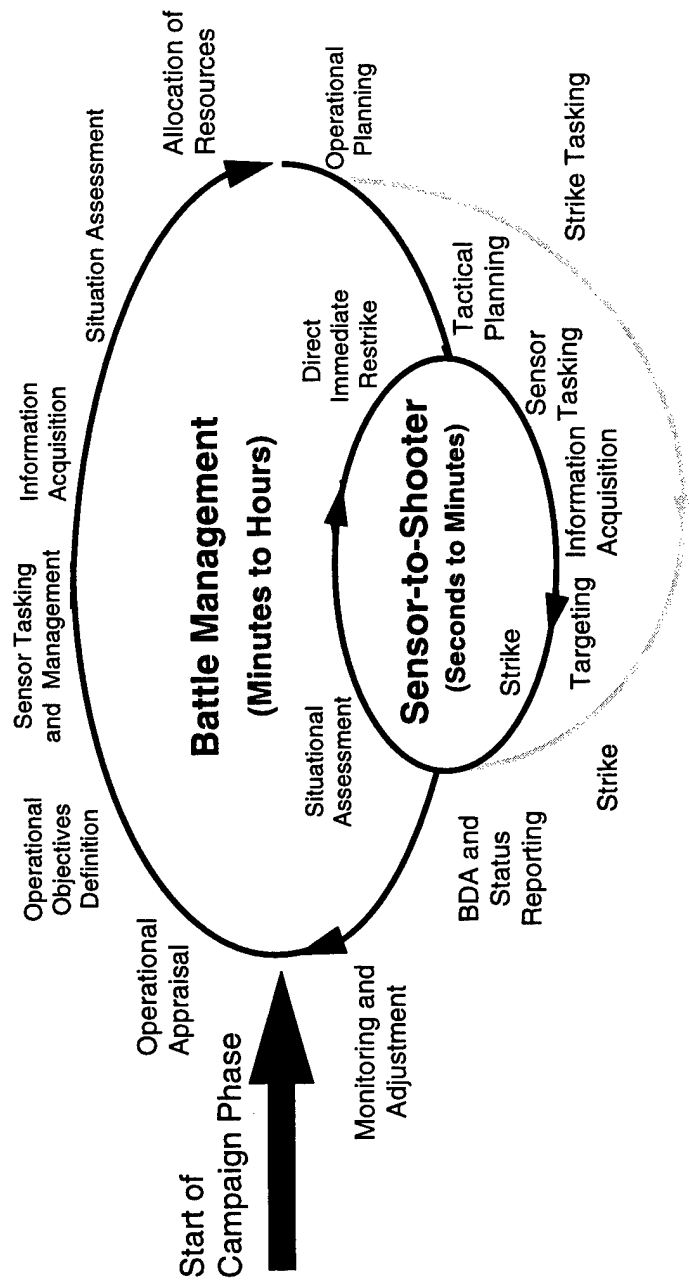 Start of
Campaign Phase
Operational
Appraisal
Operational
Objectives
Definition
Sensor Tasking
and Management
Information
Acquisition
Situation Assessment
Allocation of
Resources
Operational
Planning
Battle Management
(Minutes to Hours)
Tactical
Planning
Sensor
Tasking
Information
Acquisition
Targeting
Strike
Situational
Assessment
Direct
Immediate
Restrike
Sensor-to-Shooter
(Seconds to Minutes)
Strike Tasking
Strike
BDA and
Status
Reporting
Monitoring and
Adjustment